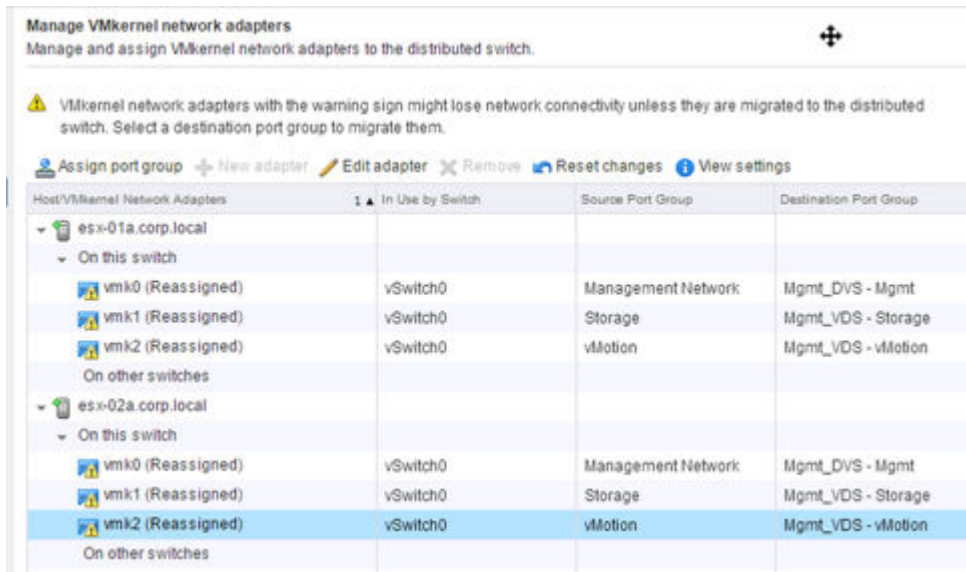 Manage VMkernel network adapters
Manage and assign VMkernel network adapters to the distributed switch.
VMkernel network adapters with the warning sign might lose network connectivity unless they are migrated to the distributed
switch. Select a destination port group to migrate them.
Assign port group New adapter Edit adapter Remove Reset changes View settings
Host/VMkernel Network Adapters 1 ▲ In Use by Switch Source Port Group Destination Port Group
esx-01a.corp.local
On this switch
vmk0 (Reassigned) vSwitch0 Management Network Mgmt_DVS - Mgmt
vmk1 (Reassigned) vSwitch0 Storage Mgmt_VDS - Storage
vmk2 (Reassigned) vSwitch0 vMotion Mgmt_VDS - vMotion
On other switches
esx-02a.corp.local
On this switch
vmk0 (Reassigned) vSwitch0 Management Network Mgmt_DVS - Mgmt
vmk1 (Reassigned) vSwitch0 Storage Mgmt_VDS - Storage
vmk2 (Reassigned) vSwitch0 vMotion Mgmt_VDS - vMotion
On other switches